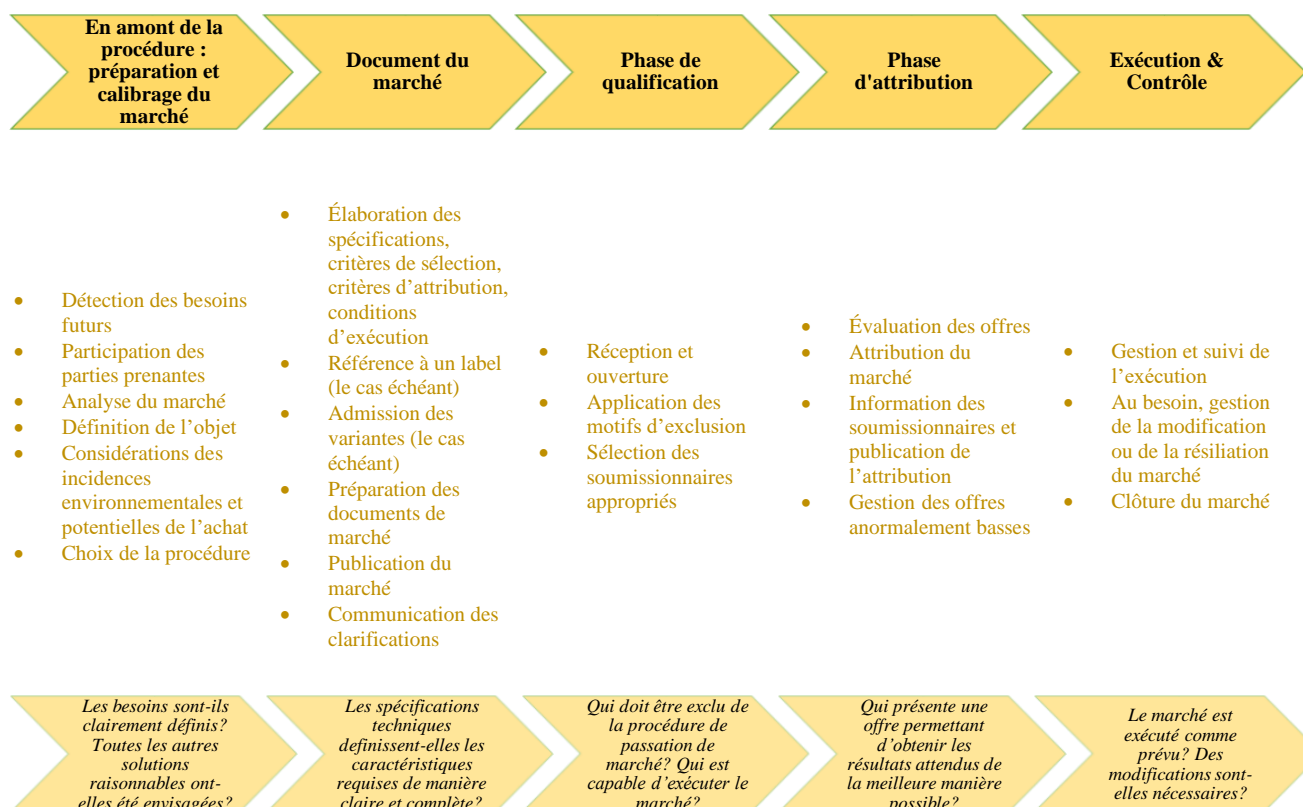 En amont de la
procédure :
préparation et
calibrage du
marché
Document du
marché
Phase de
qualification
Phase
d'attribution
Exécution &
Contrôle
• Détection des besoins
futurs
• Participation des
parties prenantes
• Analyse du marché
• Définition de l’objet
• Considérations des
incidences
environnementales et
potentielles de l’achat
• Choix de la procédure
• Élaboration des
spécifications,
critères de sélection,
critères d’attribution,
conditions
d’exécution
• Référence à un label
(le cas échéant)
• Admission des
variantes (le cas
échéant)
• Préparation des
documents de
marché
• Publication du
marché
• Communication des
clarifications
• Réception et
ouverture
• Application des
motifs d’exclusion
• Sélection des
soumissionnaires
appropriés
• Évaluation des offres
• Attribution du
marché
• Information des
soumissionnaires et
publication de
l’attribution
• Gestion des offres
anormalement basses
• Gestion et suivi de
l’exécution
• Au besoin, gestion
de la modification
ou de la résiliation
du marché
• Clôture du marché
Les besoins sont-ils
clairement définis?
Toutes les autres
solutions
raisonnables ont-
elles été envisagées?
Les spécifications
techniques
definissent-elles les
caractéristiques
requises de manière
claire et complète?
Qui doit être exclu de
la procédure de
passation de
marché? Qui est
capable d’exécuter le
marché?
Qui présente une
offre permettant
d’obtenir les
résultats attendus de
la meilleure manière
possible?
Le marché est
exécuté comme
prévu? Des
modifications sont-
elles nécessaires?